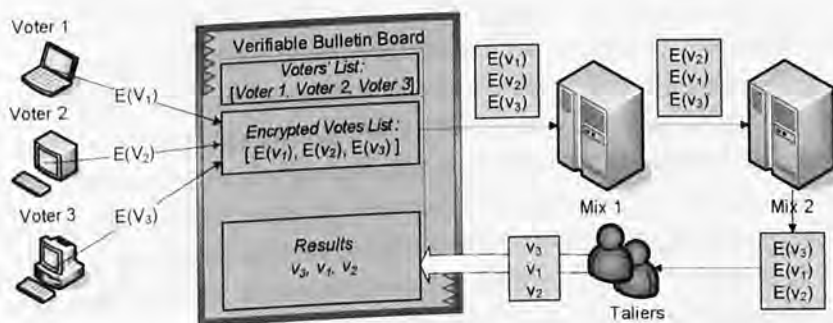 Voter 1
E(V₁)
Voter 2
E(V₂)
Voter 3
E(V₃)
Verifiable Bulletin Board
Voters' List:
[Voter 1, Voter 2, Voter 3]
Encrypted Votes List:
[ E(v₁), E(v₂), E(v₃) ]
Results
v₃, v₁, v₂
E(v₁)
E(v₂)
E(v₃)
Mix 1
E(v₂)
E(v₁)
E(v₃)
Mix 2
E(v₃)
E(v₁)
E(v₂)
Taliers
v₃
v₁
v₂